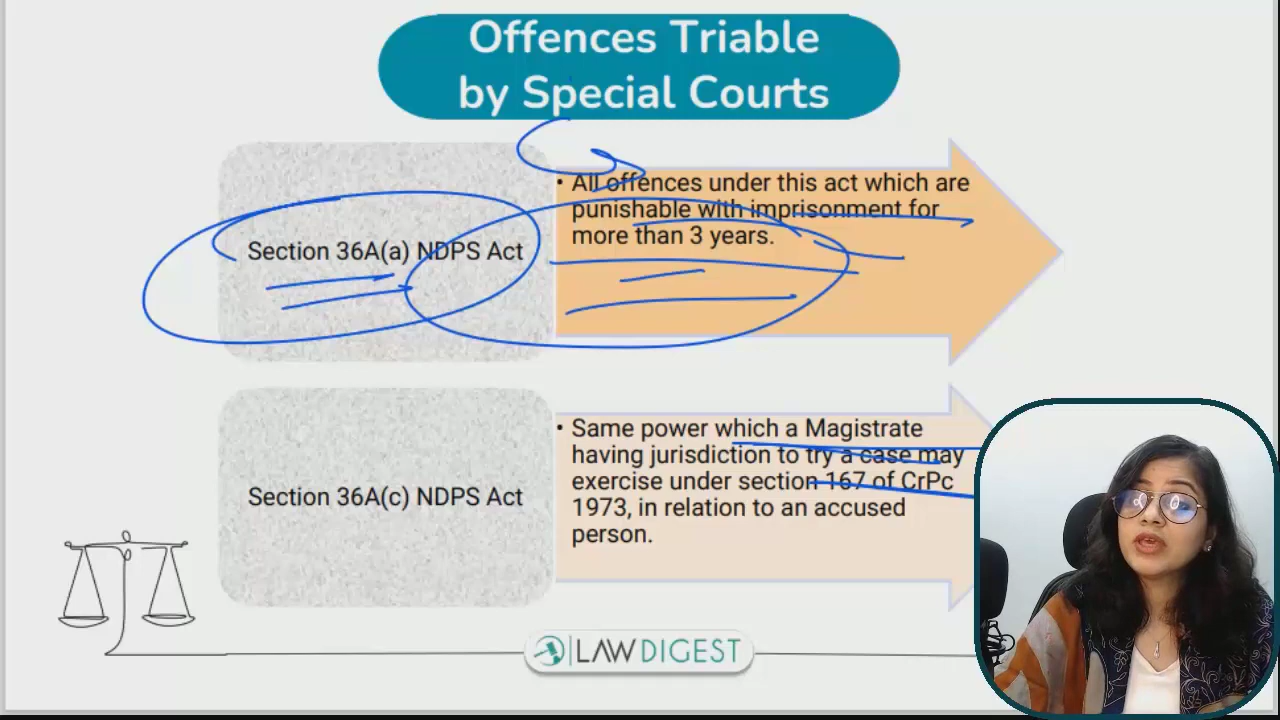 Offences Triable
by Special Courts
Section 36A(a) NDPS Act
• All offences under this act which are
punishable with imprisonment for
more than 3 years.
Section 36A(c) NDPS Act
• Same power which a Magistrate
having jurisdiction to try a case may
exercise under section 167 of CrPc
1973, in relation to an accused
person.
LAWDIGEST